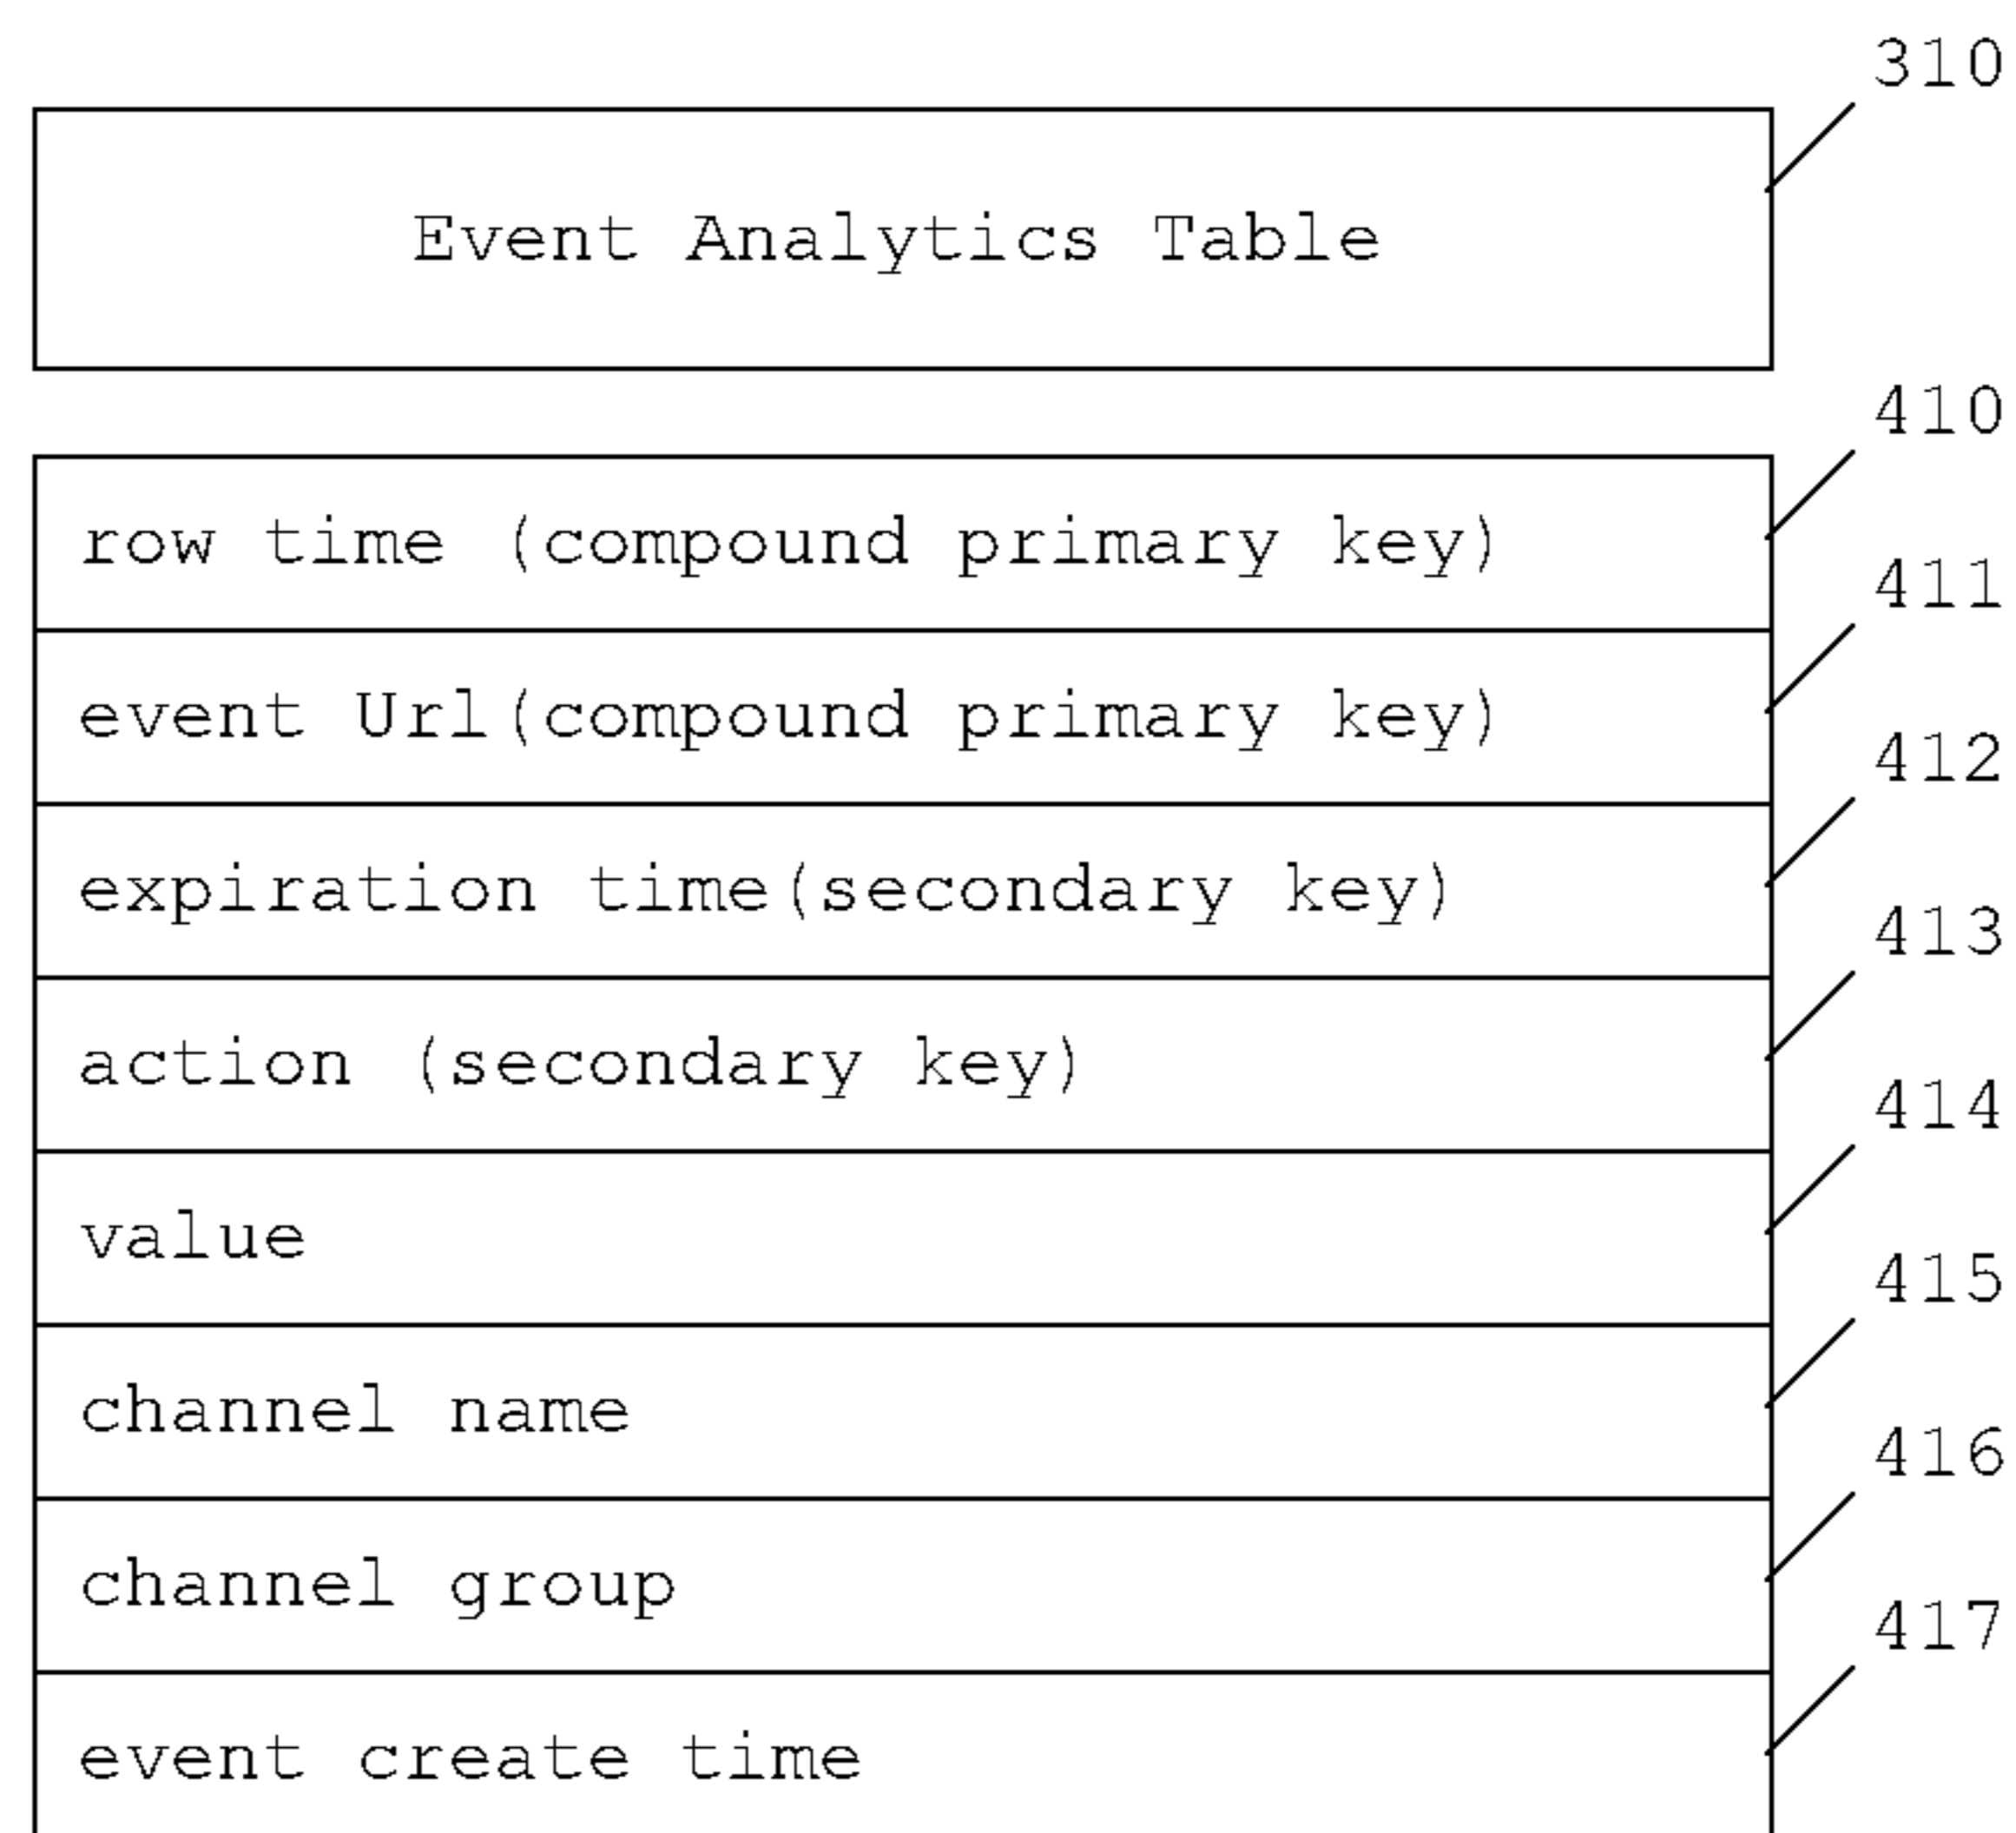 310
Event Analytics Table
410
row time (compound primary key)
411
event Url(compound primary key)
412
expiration time(secondary key)
413
action (secondary key)
414
value
415
channel name
416
channel group
417
event create time